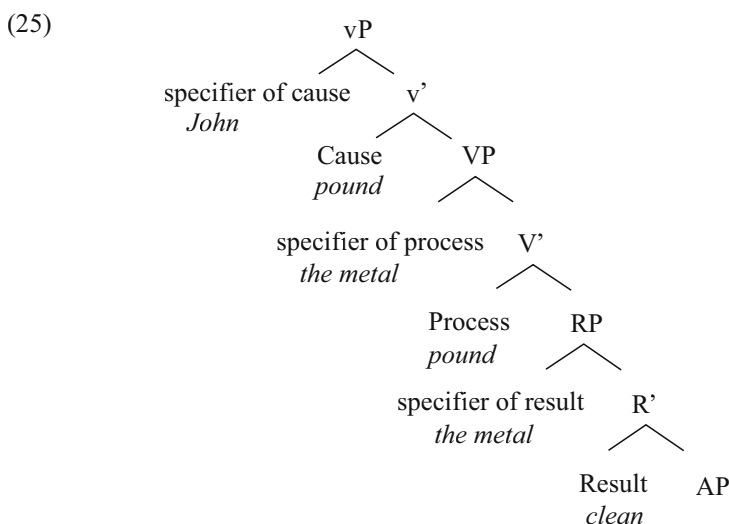 (25)
vP
specifier of cause v’
John
Cause VP
pound
specifier of process V’
the metal
Process RP
pound
specifier of result R’
the metal
Result AP
clean